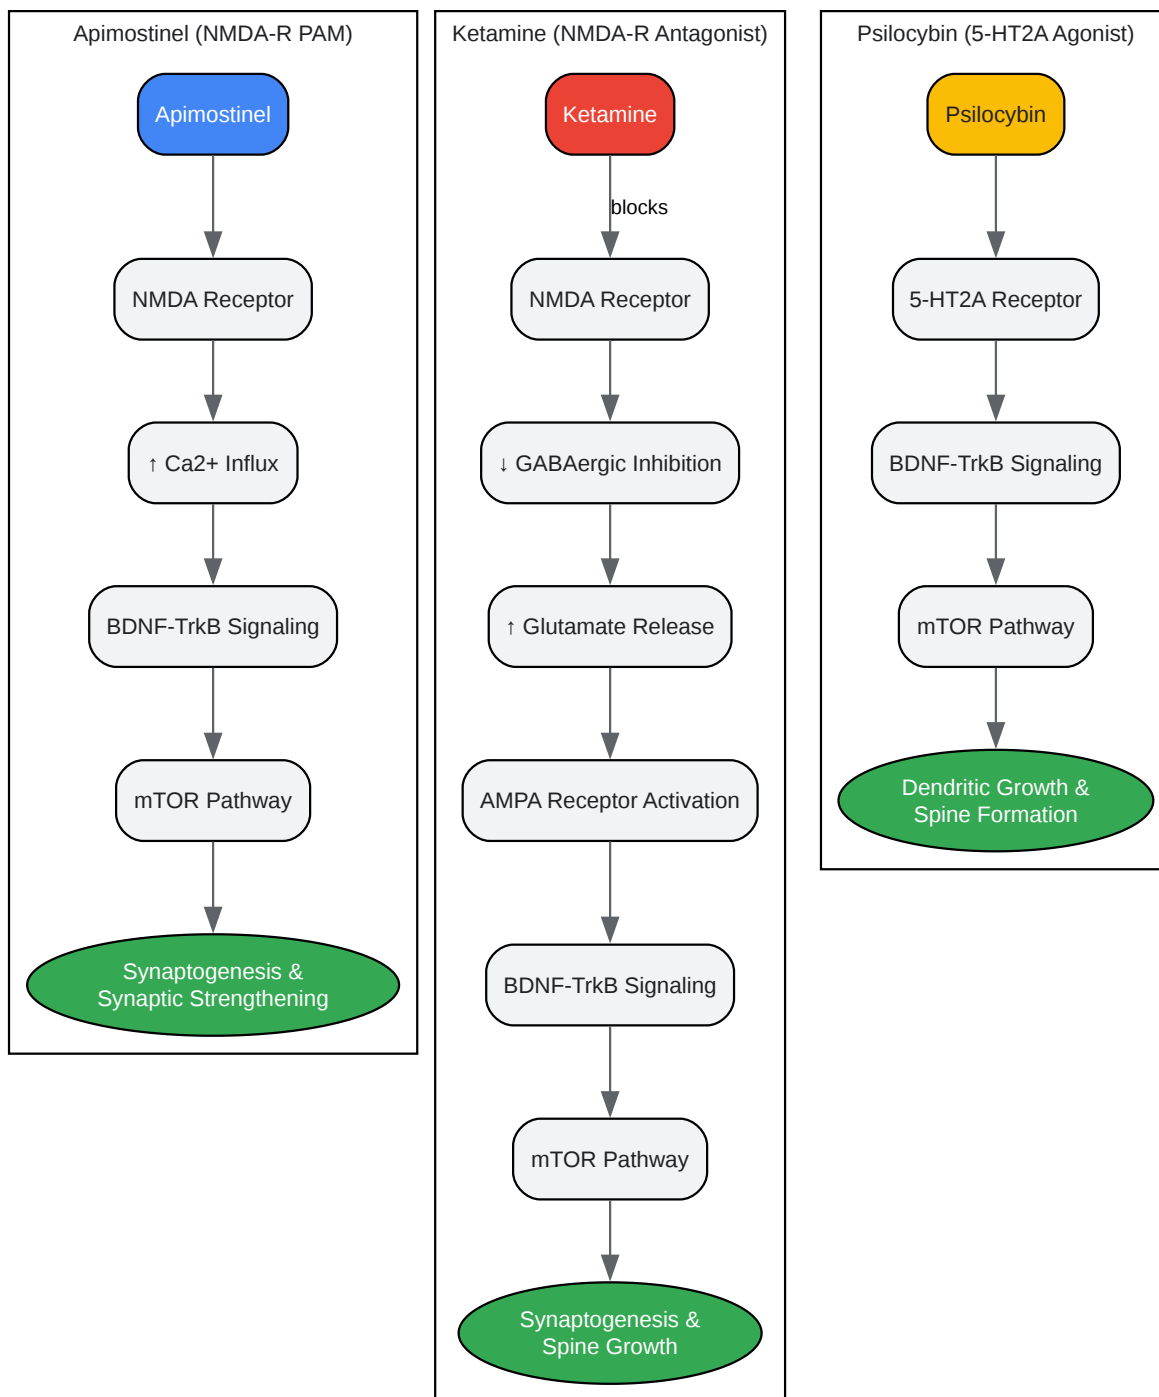 Apimostinel (NMDA-R PAM)
Apimostinel
NMDA Receptor
↑ Ca2+ Influx
BDNF-TrkB Signaling
mTOR Pathway
Synaptogenesis &
Synaptic Strengthening
Ketamine (NMDA-R Antagonist)
Ketamine
blocks
NMDA Receptor
↓ GABAergic Inhibition
↑ Glutamate Release
AMPA Receptor Activation
BDNF-TrkB Signaling
mTOR Pathway
Synaptogenesis &
Spine Growth
Psilocybin (5-HT2A Agonist)
Psilocybin
5-HT2A Receptor
BDNF-TrkB Signaling
mTOR Pathway
Dendritic Growth &
Spine Formation